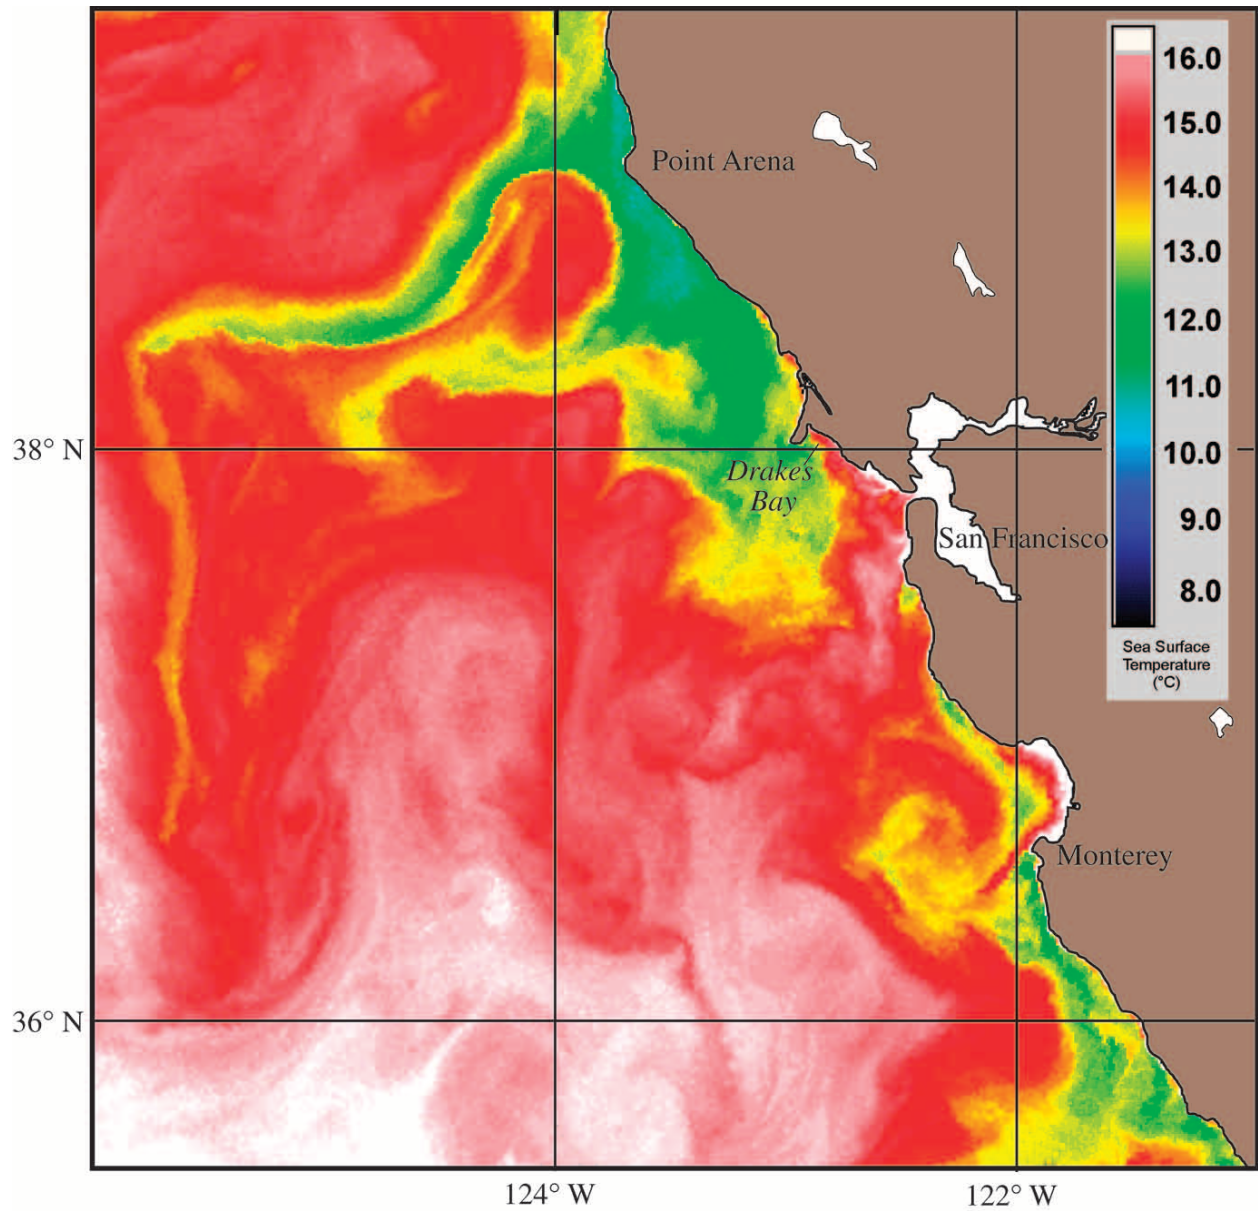 16.0
15.0
Point Arena
14.0
13.0
12.0
11.0
38° N
10.0
Drakes
Bay
9.0
San Francisco
8.0
Sea Surface
Temperature
(°C)
Monterey
36° N
124° W
122° W